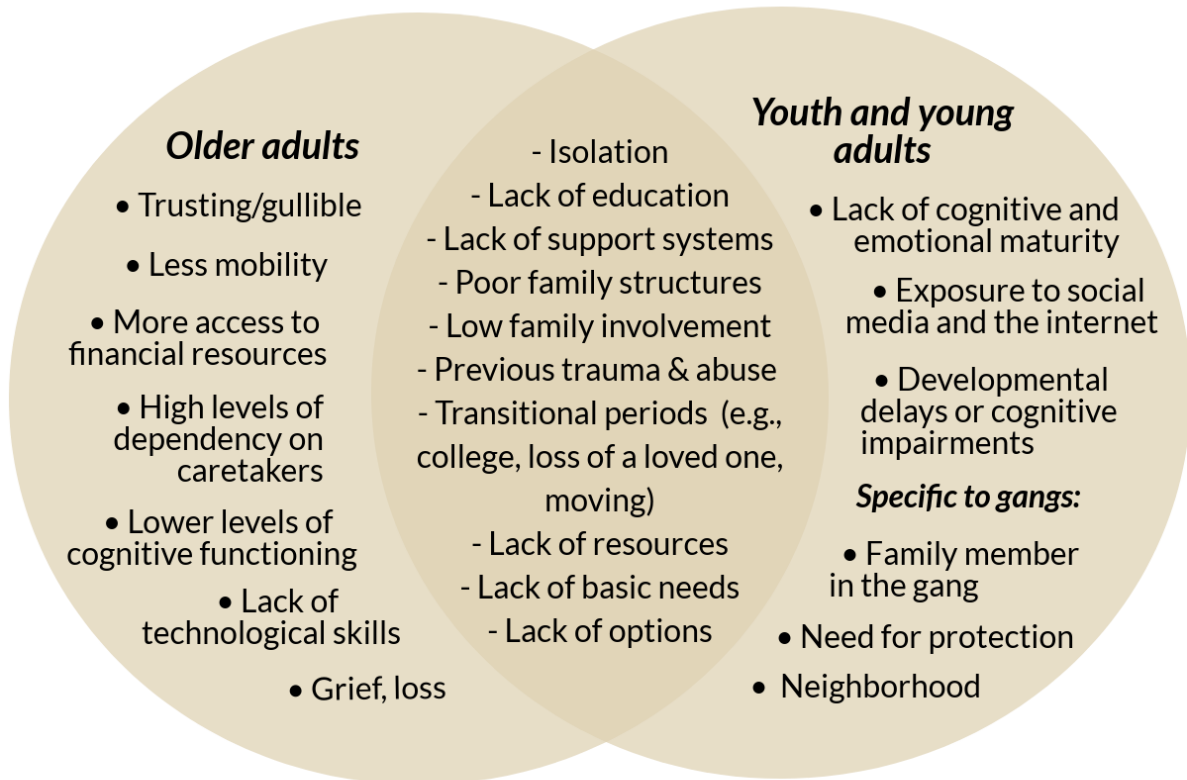 Older adults
• Trusting/gullible
• Less mobility
• More access to
financial resources
• High levels of
dependency on
caretakers
• Lower levels of
cognitive functioning
• Lack of
technological skills
• Grief, loss
- Isolation
- Lack of education
- Lack of support systems
- Poor family structures
- Low family involvement
- Previous trauma & abuse
- Transitional periods (e.g.,
college, loss of a loved one,
moving)
- Lack of resources
- Lack of basic needs
- Lack of options
Youth and young
adults
• Lack of cognitive and
emotional maturity
• Exposure to social
media and the internet
• Developmental
delays or cognitive
impairments
Specific to gangs:
• Family member
in the gang
• Need for protection
• Neighborhood